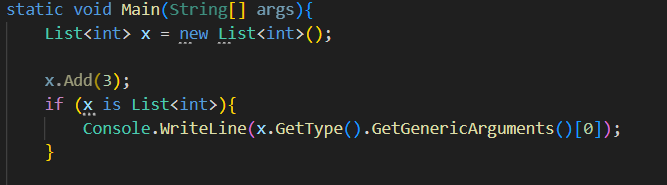 static void Main(String[] args){
List<int> x = new List<int>();
x.Add(3);
if (x is List<int>){
Console.WriteLine(x.GetType().GetGenericArguments()[0]);
}